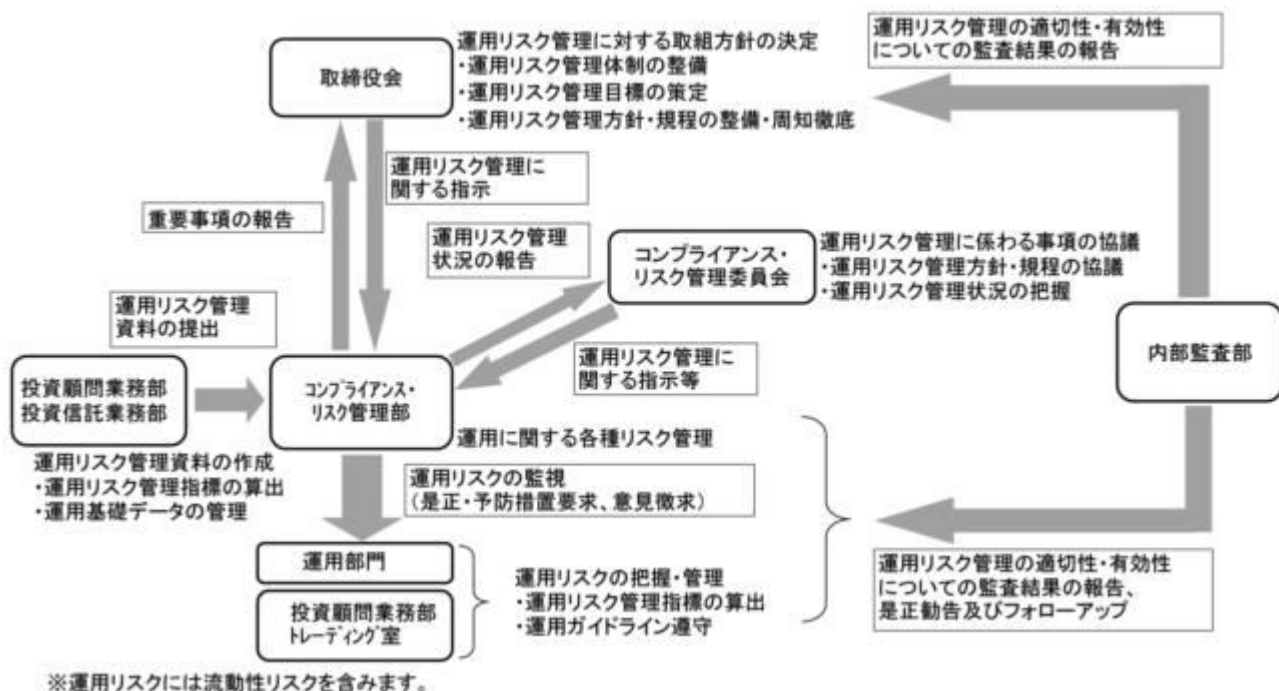 取締役会
運用リスク管理に対する取組方針の決定
・運用リスク管理体制の整備
・運用リスク管理目標の策定
・運用リスク管理方針・規程の整備・周知徹底
運用リスク管理の適切性・有効性
についての監査結果の報告
運用リスク管理に
関する指示
重要事項の報告
運用リスク管理
状況の報告
コンプライアンス・
リスク管理委員会
運用リスク管理に係わる事項の協議
・運用リスク管理方針・規程の協議
・運用リスク管理状況の把握
運用リスク管理
資料の提出
内部監査部
運用リスク管理に
関する指示等
投資顧問業務部
投資信託業務部
コンプライアンス・
リスク管理部
運用に関する各種リスク管理
運用リスク管理資料の作成
・運用リスク管理指標の算出
・運用基礎データの管理
運用リスクの監視
（是正・予防措置要求、意見徴求）
運用部門
投資顧問業務部
トレーディング室
運用リスクの把握・管理
・運用リスク管理指標の算出
・運用ガイドライン遵守
運用リスク管理の適切性・有効性
についての監査結果の報告、
是正勧告及びフォローアップ
※運用リスクには流動性リスクを含みます。